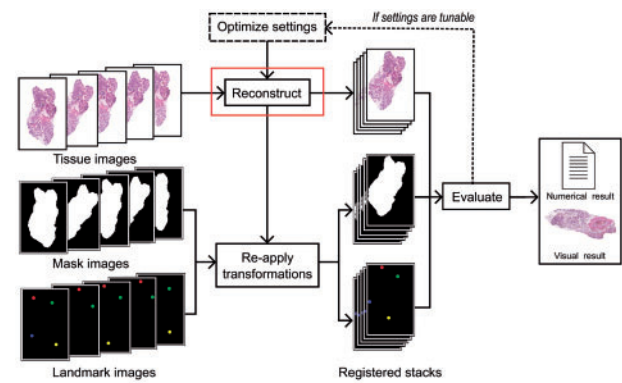 If settings are tunable
Optimize settings
Reconstruct
Tissue images
Evaluate
Numerical result
Visual result
Mask images
Re-apply
transformations
Landmark images
Registered stacks